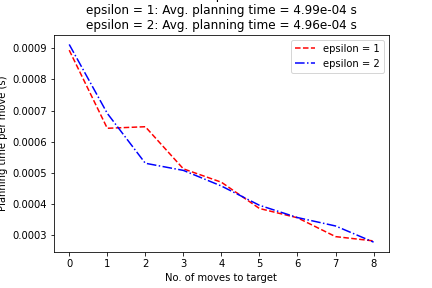 epsilon = 1: Avg. planning time = 4.99e-04 s
epsilon = 2: Avg. planning time = 4.96e-04 s
epsilon = 1
epsilon = 2
0.0009
0.0008
0.0007
0.0006
0.0005
0.0004
0.0003
Planning time per move (s)
0 1 2 3 4 5 6 7 8
No. of moves to target